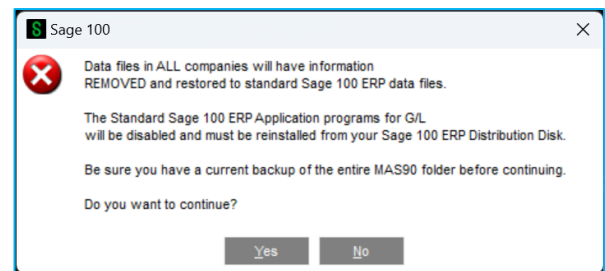 S Sage 100
Data files in ALL companies will have information
REMOVED and restored to standard Sage 100 ERP data files.
The Standard Sage 100 ERP Application programs for G/L
will be disabled and must be reinstalled from your Sage 100 ERP Distribution Disk.
Be sure you have a current backup of the entire MAS90 folder before continuing.
Do you want to continue?
Yes No